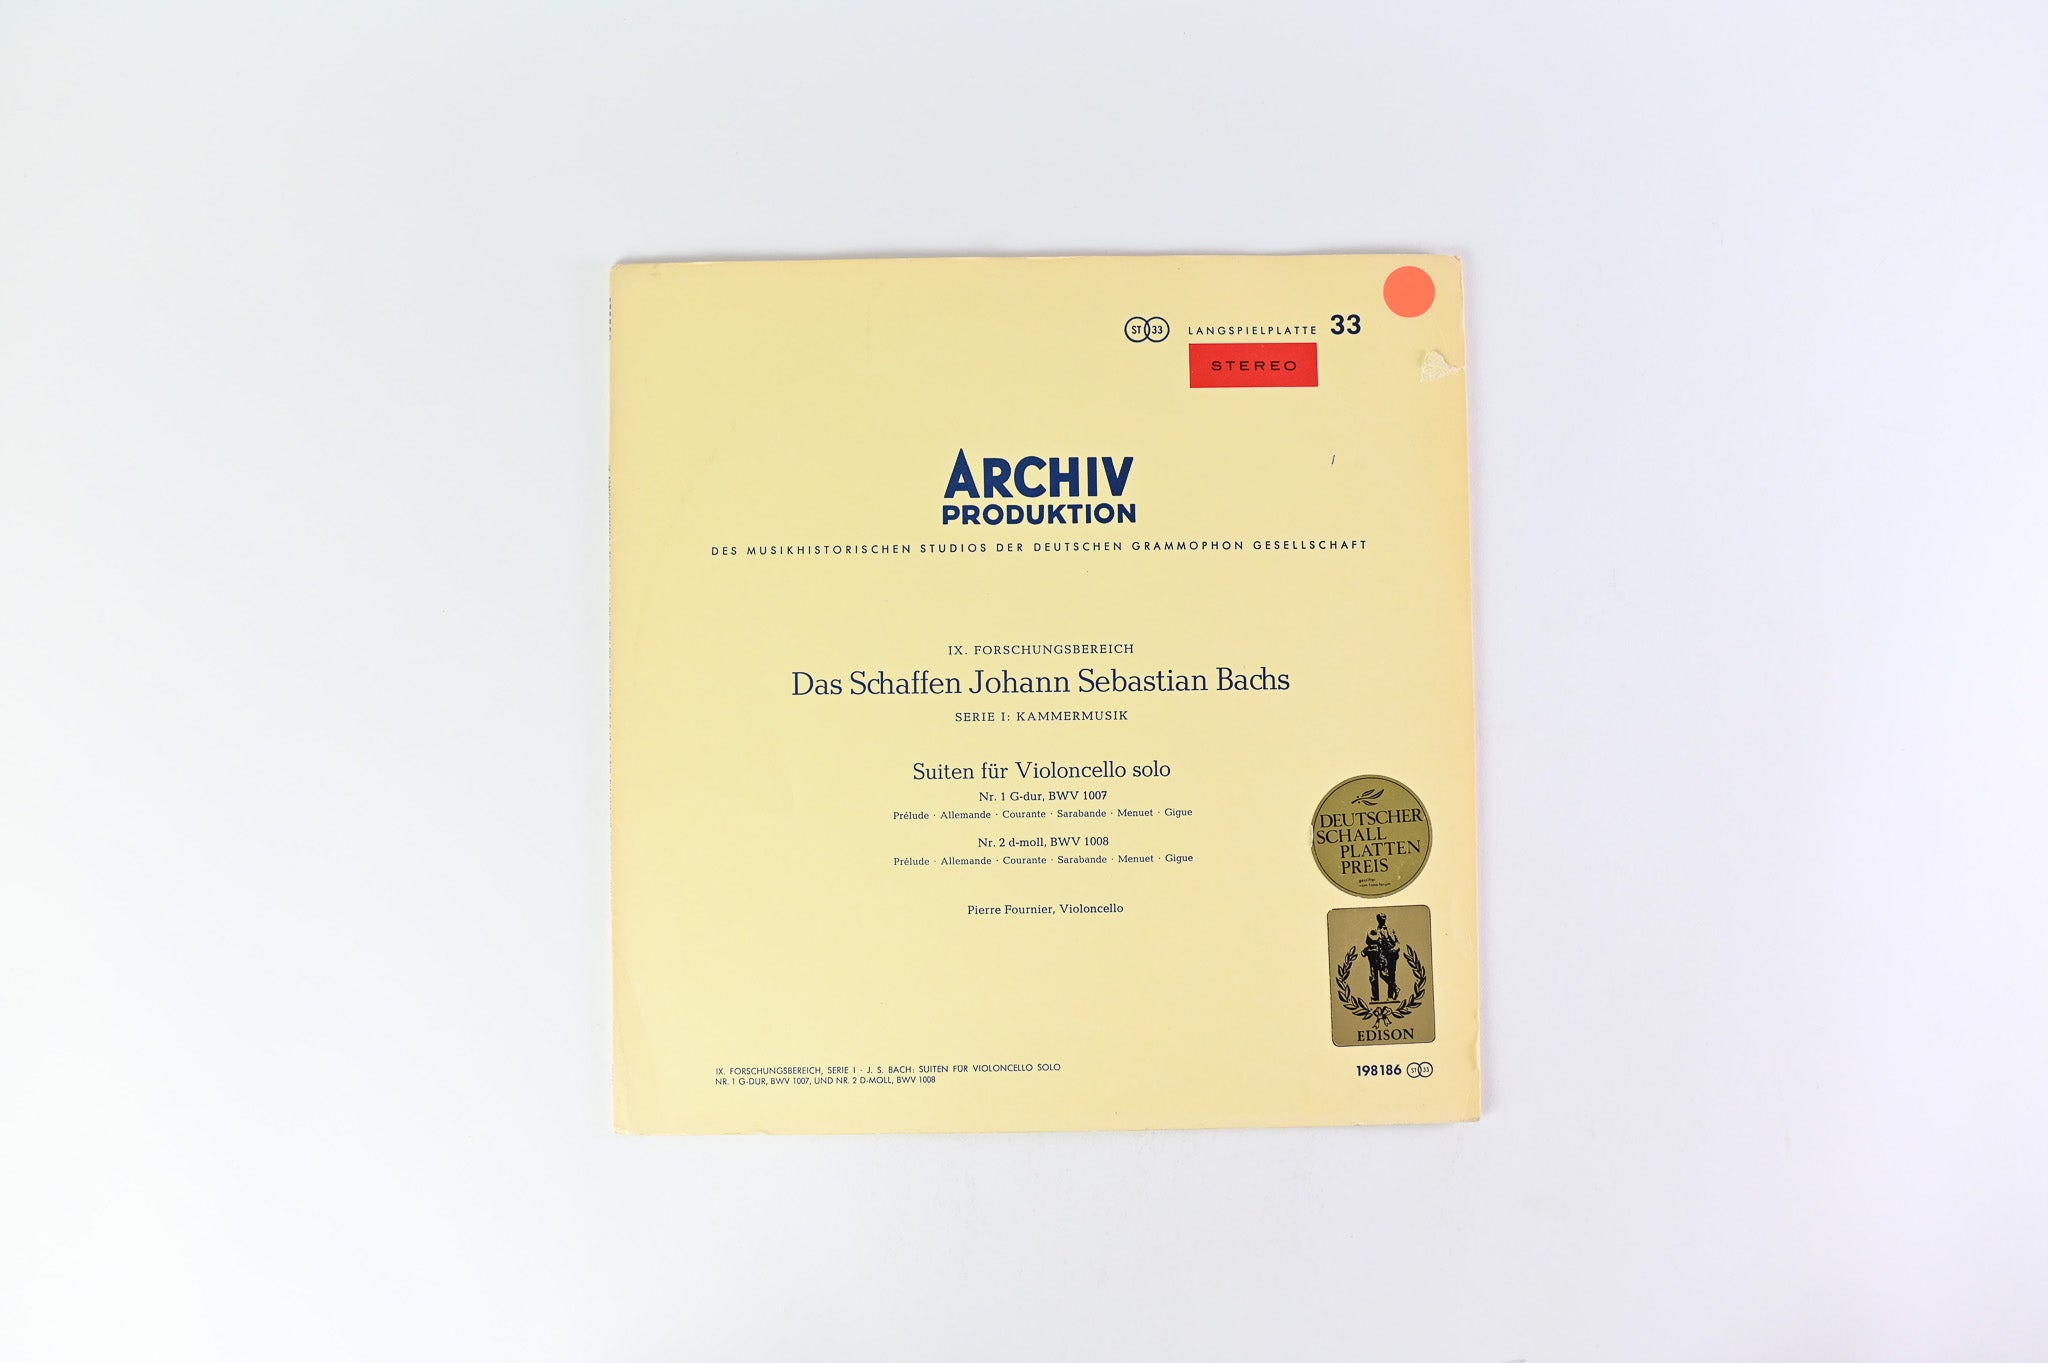 ST 33 LANGSPIELPLATTE 33
STEREO
ARCHIV
PRODUKTION
DES MUSIKHISTORISCHEN STUDIOS DER DEUTSCHEN GRAMMOPHON GESELLSCHAFT
IX. FORSCHUNGSBEREICH
Das Schaffen Johann Sebastian Bachs
SERIE I: KAMMERMUSIK
Suiten für Violoncello solo
Nr. 1 G-dur, BWV 1007
Prélude · Allemande · Courante · Sarabande · Menuet · Gigue
Nr. 2 d-moll, BWV 1008
Prélude · Allemande · Courante · Sarabande · Menuet · Gigue
Pierre Fournier, Violoncello
DEUTSCHER
SCHALL
PLATTEN
PREIS
gestiftet
vom fono forum
EDISON
IX. FORSCHUNGSBEREICH, SERIE I · J. S. BACH: SUITEN FÜR VIOLONCELLO SOLO
NR. 1 G-DUR, BWV 1007, UND NR. 2 D-MOLL, BWV 1008
198186 ST 33